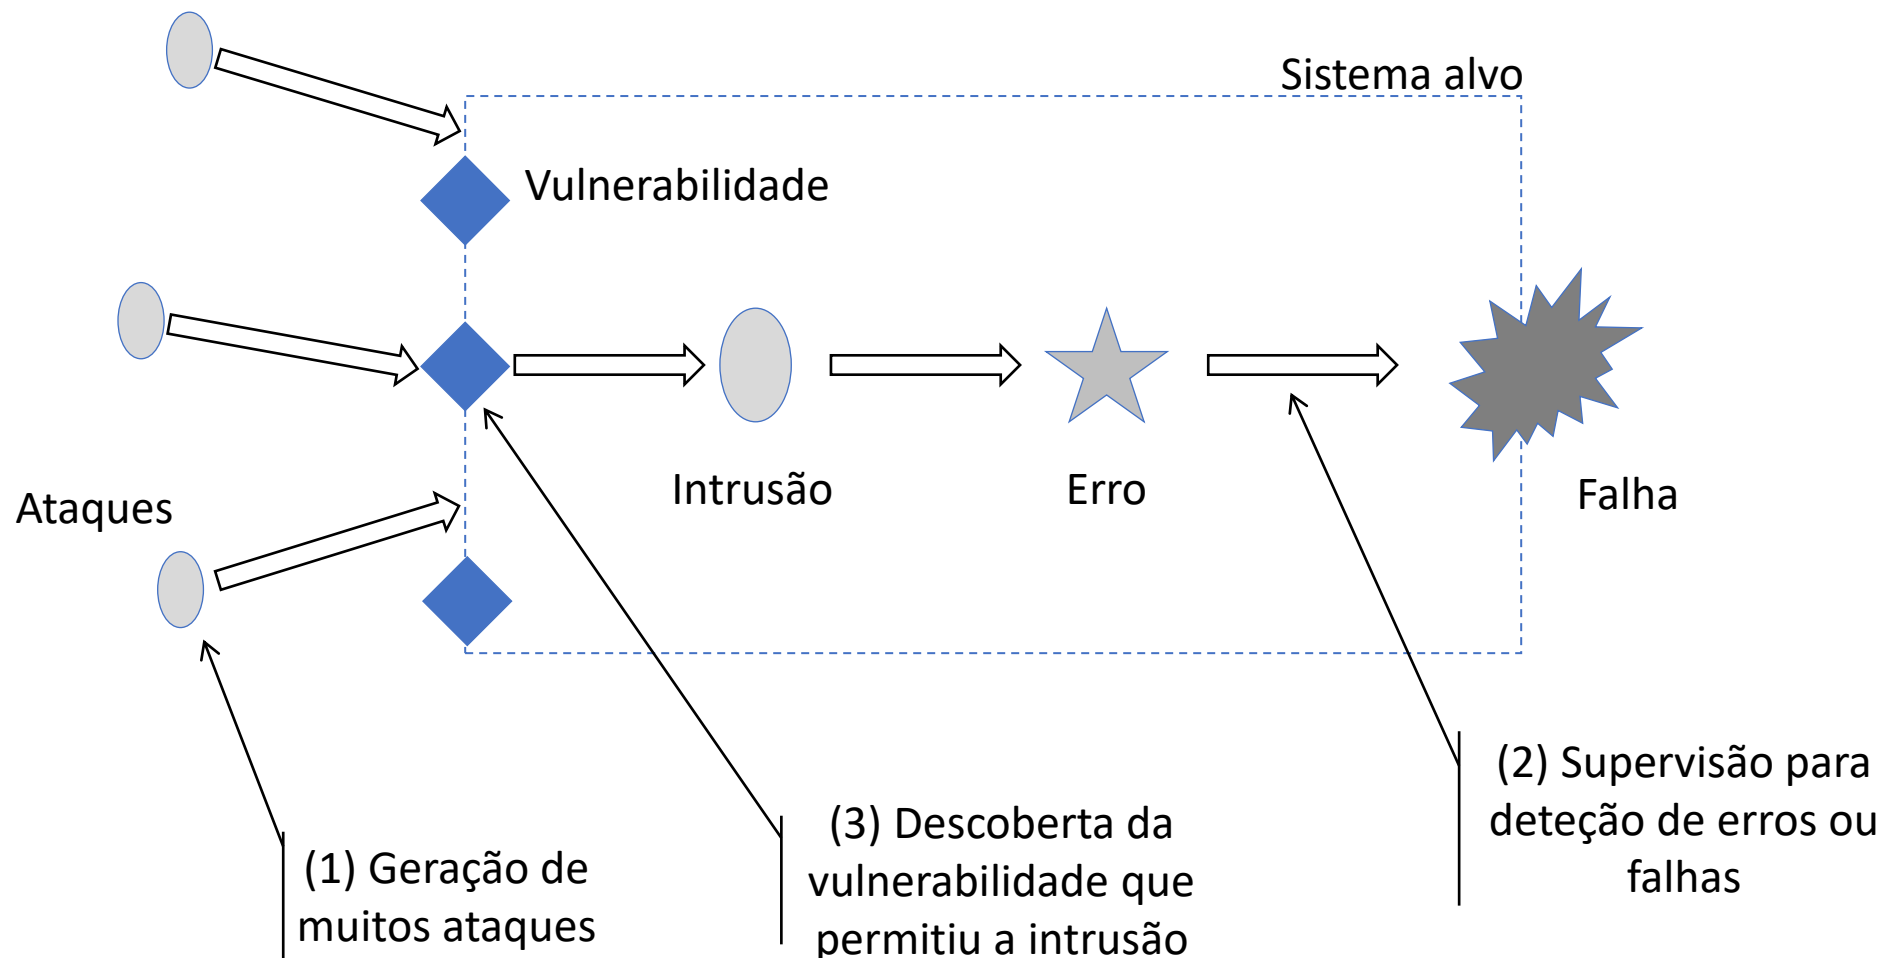 Sistema alvo
Vulnerabilidade
Intrusão
Erro
Falha
Ataques
(1) Geração de
muitos ataques
(3) Descoberta da
vulnerabilidade que
permitiu a intrusão
(2) Supervisão para
deteção de erros ou
falhas